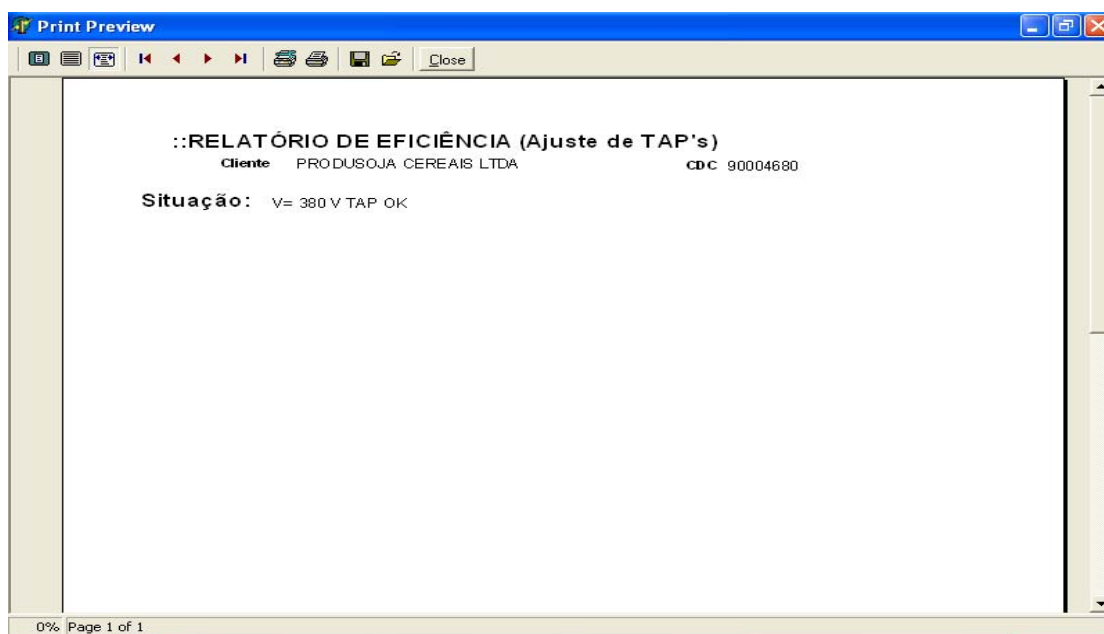 Print Preview
Close
::RELATÓRIO DE EFICIÊNCIA (Ajuste de TAP's)
Cliente PRODUSOJA CEREAIS LTDA CDC 90004680
Situação: V= 380 V TAP OK
0% Page 1 of 1